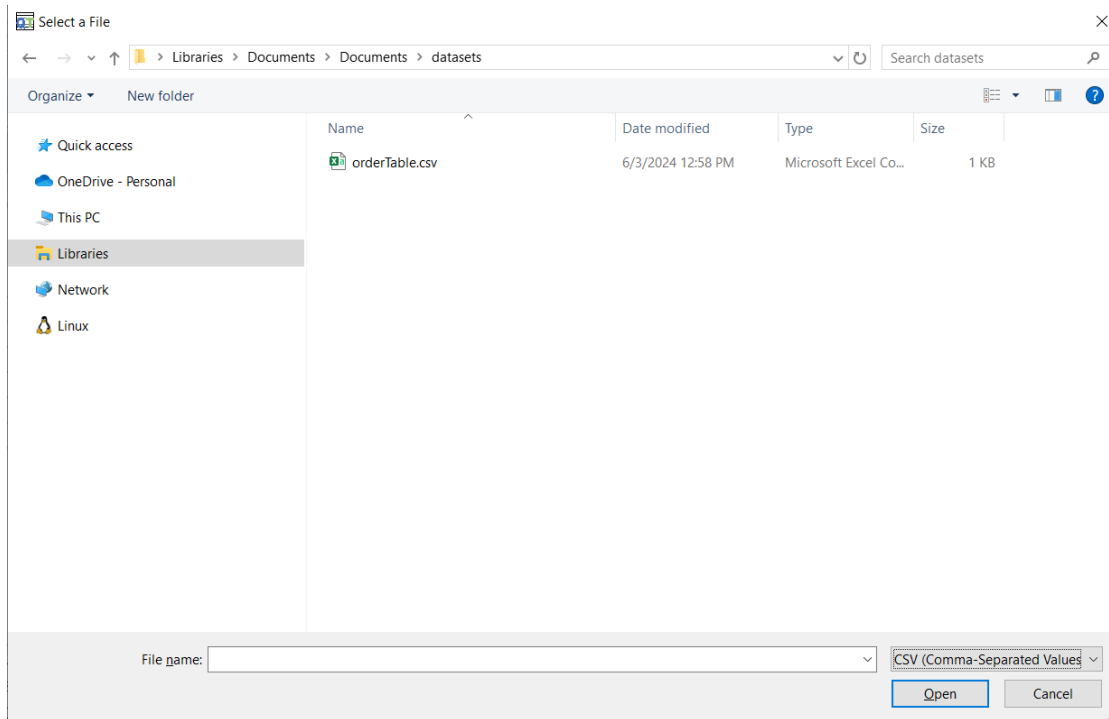 Select a File
Libraries > Documents > Documents > datasets
Search datasets
Organize
New folder
?
Name
Date modified
Type
Size
Quick access
OneDrive - Personal
This PC
Libraries
Network
Linux
orderTable.csv
6/3/2024 12:58 PM
Microsoft Excel Co...
1 KB
File name:
CSV (Comma-Separated Values
Open
Cancel